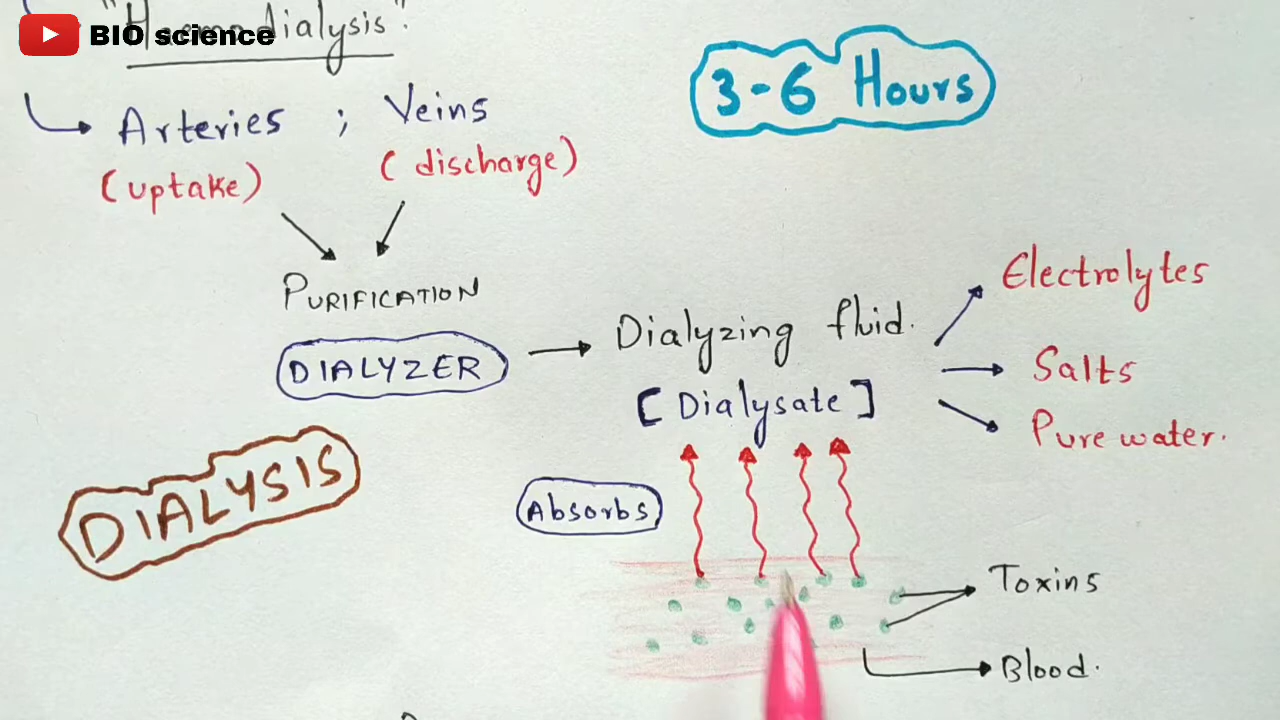 "Haemodialysis".
BIO science
3-6 Hours
Arteries ; Veins
(uptake) (discharge)
PURIFICATION
DIALYZER
Dialyzing fluid.
[Dialysate]
Electrolytes
Salts
Pure water.
DIALYSIS
Absorbs
Toxins
Blood.